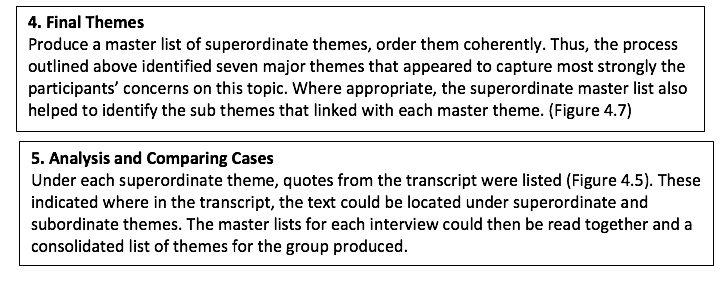 4. Final Themes
Produce a master list of superordinate themes, order them coherently. Thus, the process
outlined above identified seven major themes that appeared to capture most strongly the
participants’ concerns on this topic. Where appropriate, the superordinate master list also
helped to identify the sub themes that linked with each master theme. (Figure 4.7)
5. Analysis and Comparing Cases
Under each superordinate theme, quotes from the transcript were listed (Figure 4.5). These
indicated where in the transcript, the text could be located under superordinate and
subordinate themes. The master lists for each interview could then be read together and a
consolidated list of themes for the group produced.